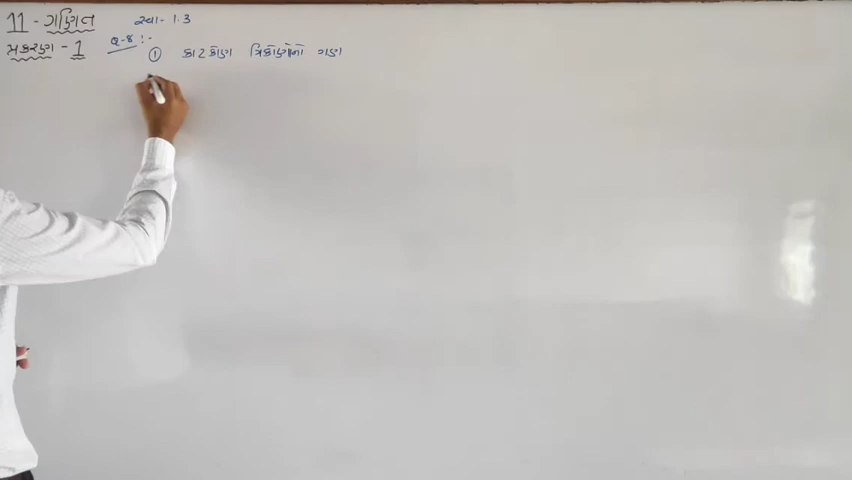 11 - ગણિત સ્વા- 1.3
પ્રકરણ - 1 Q-8 :-
① કાટકોણ ત્રિકોણોનો ગણ